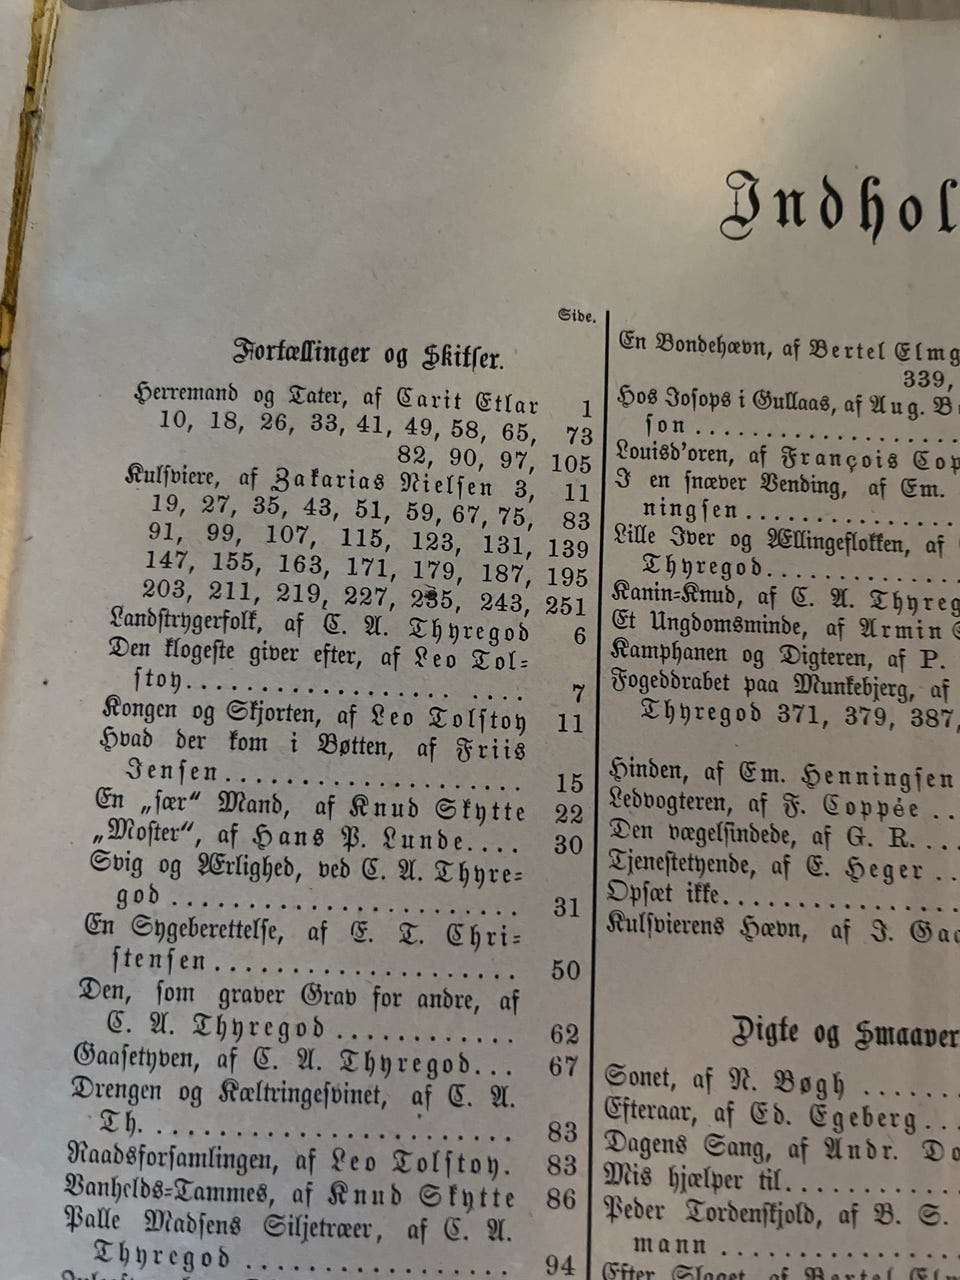 Indhol
Side.
Fortællinger og Skitser.
Herremand og Tater, af Carit Etlar 1
10, 18, 26, 33, 41, 49, 58, 65, 73
82, 90, 97, 105
Kulsviere, af Zakarias Nielsen 3, 11
19, 27, 35, 43, 51, 59, 67, 75, 83
91, 99, 107, 115, 123, 131, 139
147, 155, 163, 171, 179, 187, 195
203, 211, 219, 227, 235, 243, 251
Landstrygerfolk, af C. A. Thyregod 6
Den klogeste giver efter, af Leo Tol=
stoy.................. .... 7
Kongen og Skjorten, af Leo Tolstoy 11
Hvad der kom i Bøtten, af Friis
Jensen.................. 15
En „sær“ Mand, af Knud Skytte 22
„Moster“, af Hans P. Lunde.... 30
Svig og Ærlighed, ved C. A. Thyre=
god ...................... 31
En Sygeberettelse, af E. T. Chri=
stensen................... 50
Den, som graver Grav for andre, af
C. A. Thyregod ............ 62
Gaasetyven, af C. A. Thyregod... 67
Drengen og Kæltringesvinet, af C. A.
Th. ....................... 83
Raadsforsamlingen, af Leo Tolstoy. 83
Vanhelds=Tammes, af Knud Skytte 86
Palle Madsens Siljetræer, af C. A.
Thyregod .................. 94
En Bondehævn, af Bertel Elmg
339,
Hos Josops i Gullaas, af Aug. B
son ..................
Louisd'oren, af François Cop
I en snæver Vending, af Em.
ningsen..............
Lille Iver og Ællingeflokken, af
Thyregod.............
Kanin=Knud, af C. A. Thyreg
Et Ungdomsminde, af Armin
Kamphanen og Digteren, af P.
Fogeddrabet paa Munkebjerg, af
Thyregod 371, 379, 387,
Hinden, af Em. Henningsen
Ledvogteren, af F. Coppée ..
Den vægelsindede, af G. R. ...
Tjenestetyende, af E. Heger ..
Opsæt ikke..................
Kulsvierens Hævn, af J. Gad
Digte og Smaaver
Sonet, af N. Bøgh .......
Efteraar, af Ed. Egeberg...
Dagens Sang, af Andr. Do
Mis hjælper til............
Peder Tordenskjold, af B. S.
mann ..................
Efter Slaget, af Bertel Elm